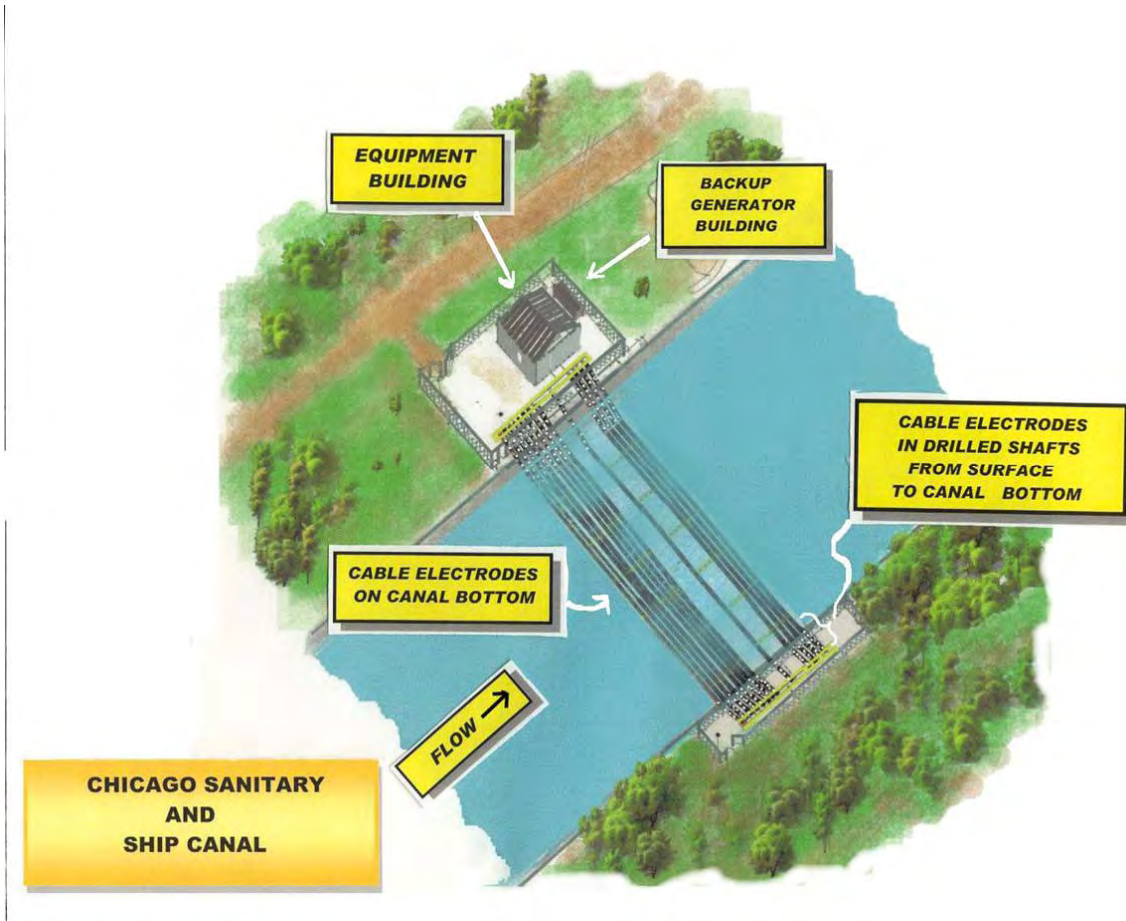 EQUIPMENT
BUILDING
BACKUP
GENERATOR
BUILDING
CABLE ELECTRODES
IN DRILLED SHAFTS
FROM SURFACE
TO CANAL BOTTOM
CABLE ELECTRODES
ON CANAL BOTTOM
FLOW →
CHICAGO SANITARY
AND
SHIP CANAL